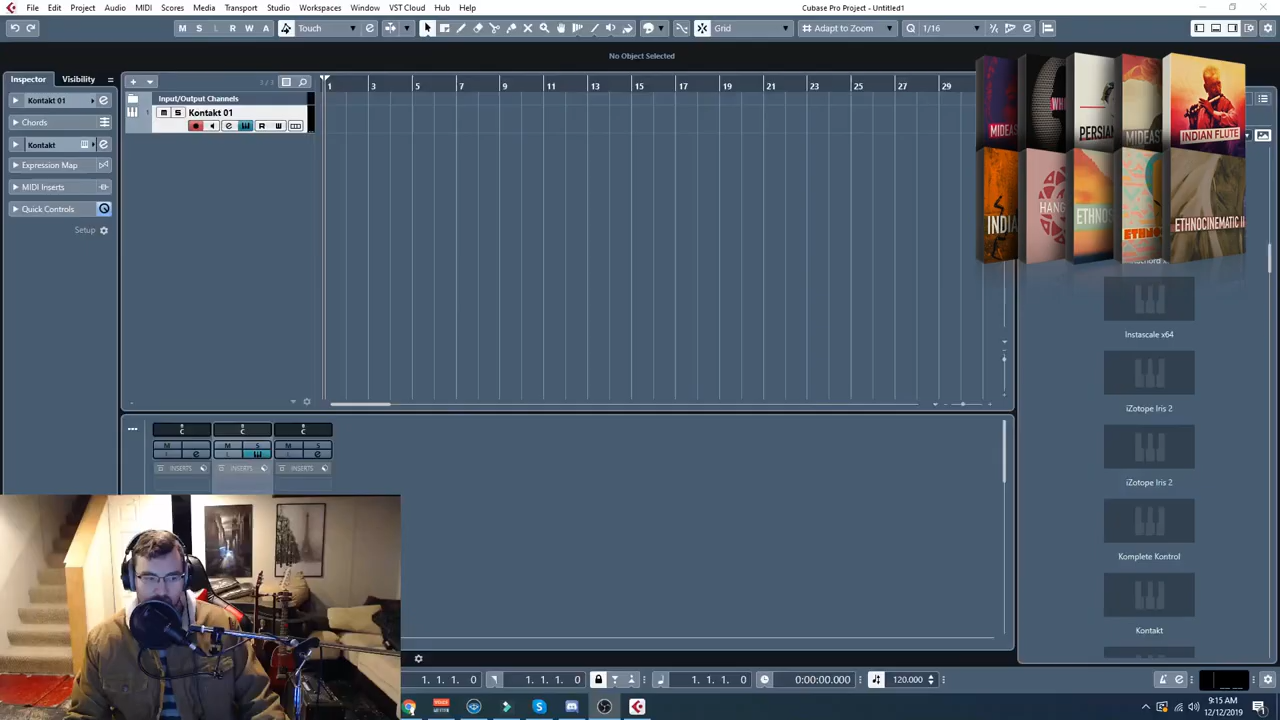 File Edit Project Audio MIDI Scores Media Transport Studio Workspaces Window VST Cloud Hub Help
Cubase Pro Project - Untitled1
M S L R W A Touch
Grid
Adapt to Zoom
Q 1/16
No Object Selected
Inspector Visibility
Kontakt 01
Chords
Kontakt
Expression Map
MIDI Inserts
Quick Controls
Setup
1 3 5 7 9 11 13 15 17 19 21 23 25 27 29
Input/Output Channels
1 M S Kontakt 01
R W
MIDEAS
PERSIAN
MIDEAST
INDIAN FLUTE
INDIA
HANG
ETHNOS
ETHNOCINEMATIC II
Instascale x64
iZotope Iris 2
iZotope Iris 2
Komplete Kontrol
Kontakt
C C C
M M S M S
L L L
INSERTS INSERTS INSERTS
1. 1. 1. 0
1. 1. 1. 0
1. 1. 1. 0
0:00:00.000
120.000
9:15 AM
12/12/2019